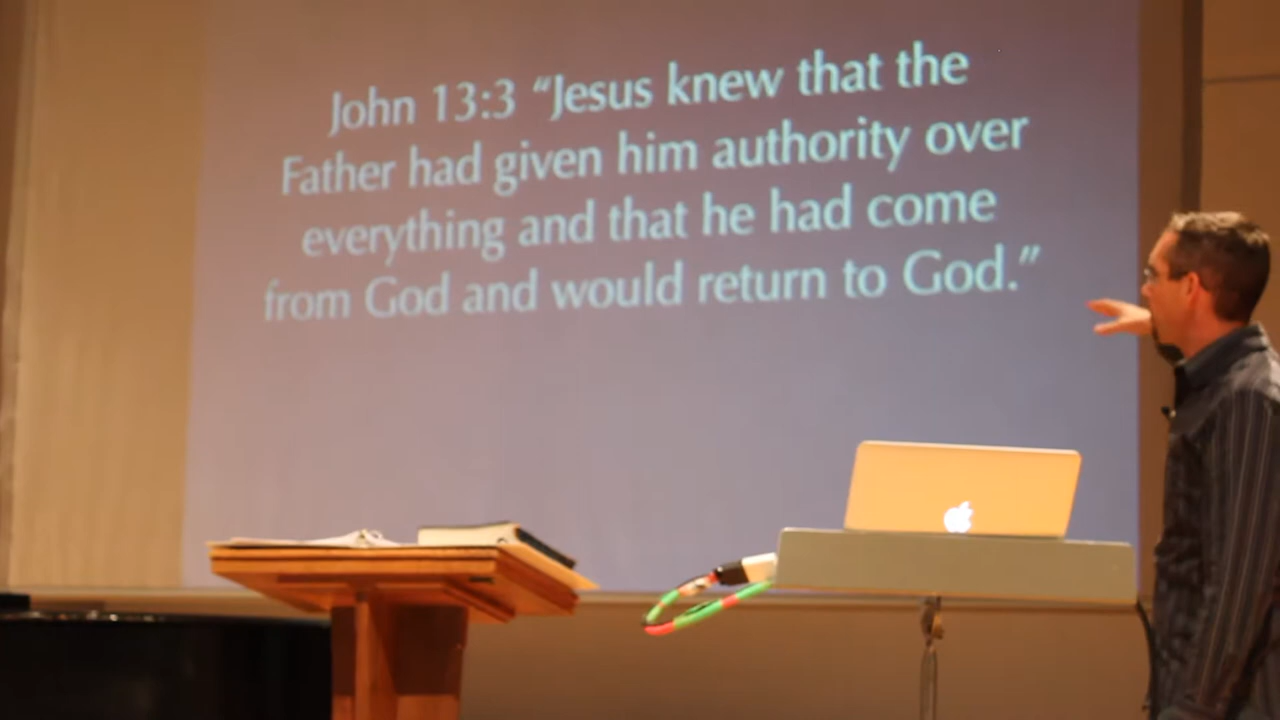 John 13:3 “Jesus knew that the
Father had given him authority over
everything and that he had come
from God and would return to God.”